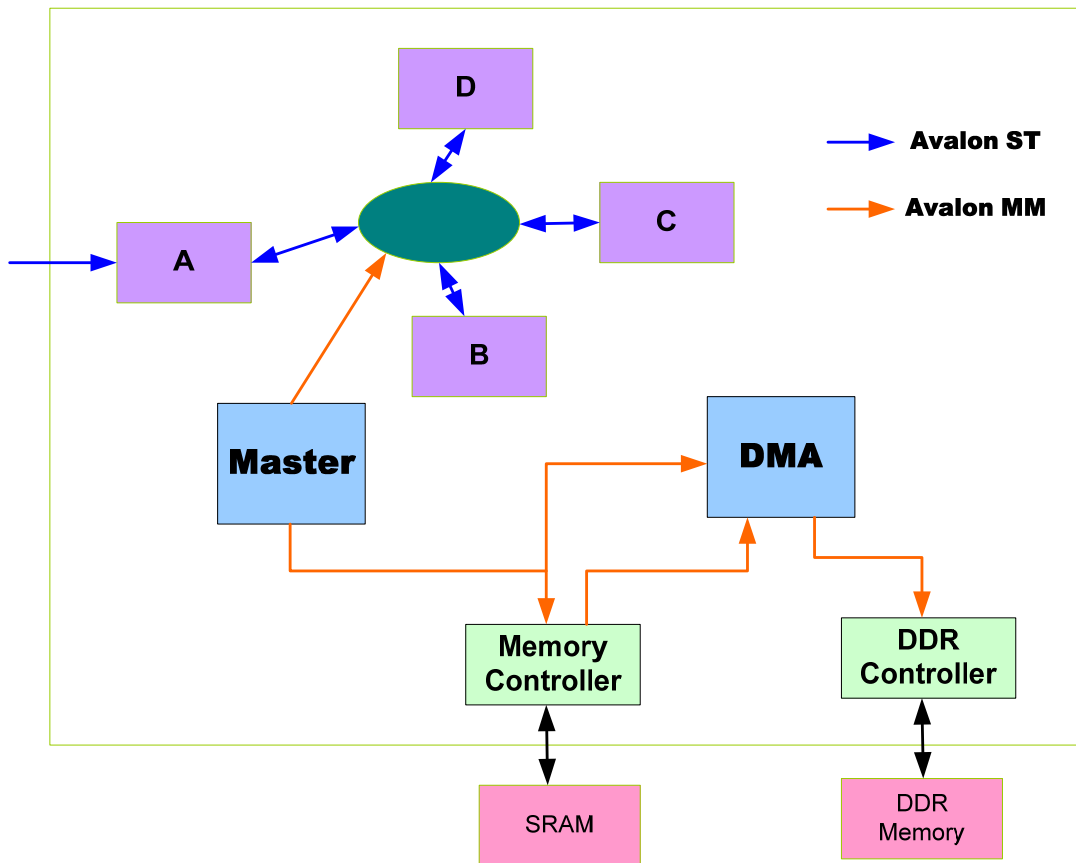 D
Avalon ST
Avalon MM
C
A
B
Master
DMA
Memory
Controller
DDR
Controller
SRAM
DDR
Memory